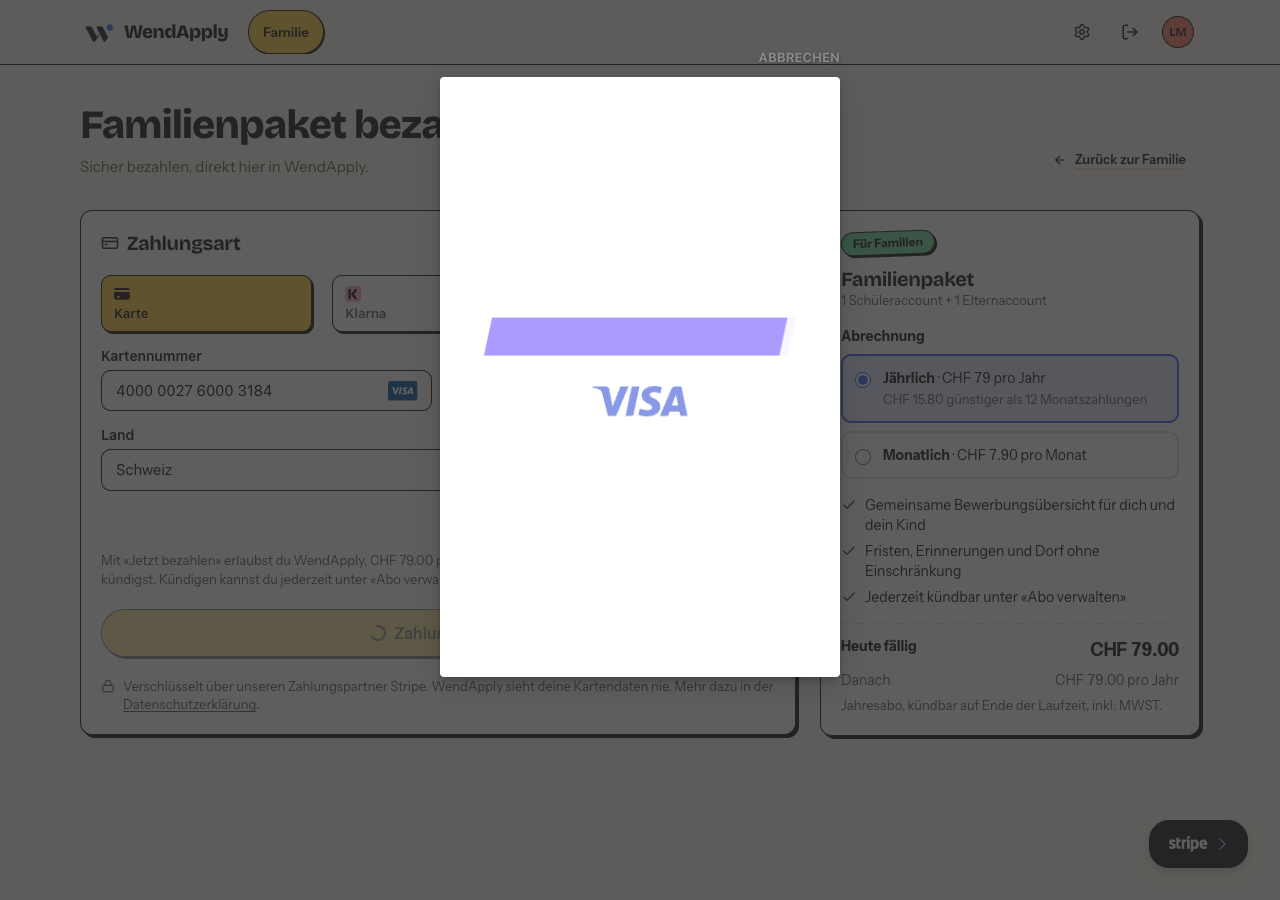 WendApply
Familie
LM
ABBRECHEN
Familienpaket beza
Sicher bezahlen, direkt hier in WendApply.
Zurück zur Familie
Zahlungsart
Karte
K
Klarna
Kartennummer
4000 0027 6000 3184
VISA
Land
Schweiz
Mit «Jetzt bezahlen» erlaubst du WendApply, CHF 79.00
kündigst. Kündigen kannst du jederzeit unter «Abo verwa
Zahlu
Verschlüsselt über unseren Zahlungspartner Stripe. WendApply sieht deine Kartendaten nie. Mehr dazu in der
Datenschutzerklärung.
VISA
Für Familien
Familienpaket
1 Schüleraccount + 1 Elternaccount
Abrechnung
Jährlich · CHF 79 pro Jahr
CHF 15.80 günstiger als 12 Monatszahlungen
Monatlich · CHF 7.90 pro Monat
Gemeinsame Bewerbungsübersicht für dich und
dein Kind
Fristen, Erinnerungen und Dorf ohne
Einschränkung
Jederzeit kündbar unter «Abo verwalten»
Heute fällig CHF 79.00
Danach CHF 79.00 pro Jahr
Jahresabo, kündbar auf Ende der Laufzeit, inkl. MWST.
stripe